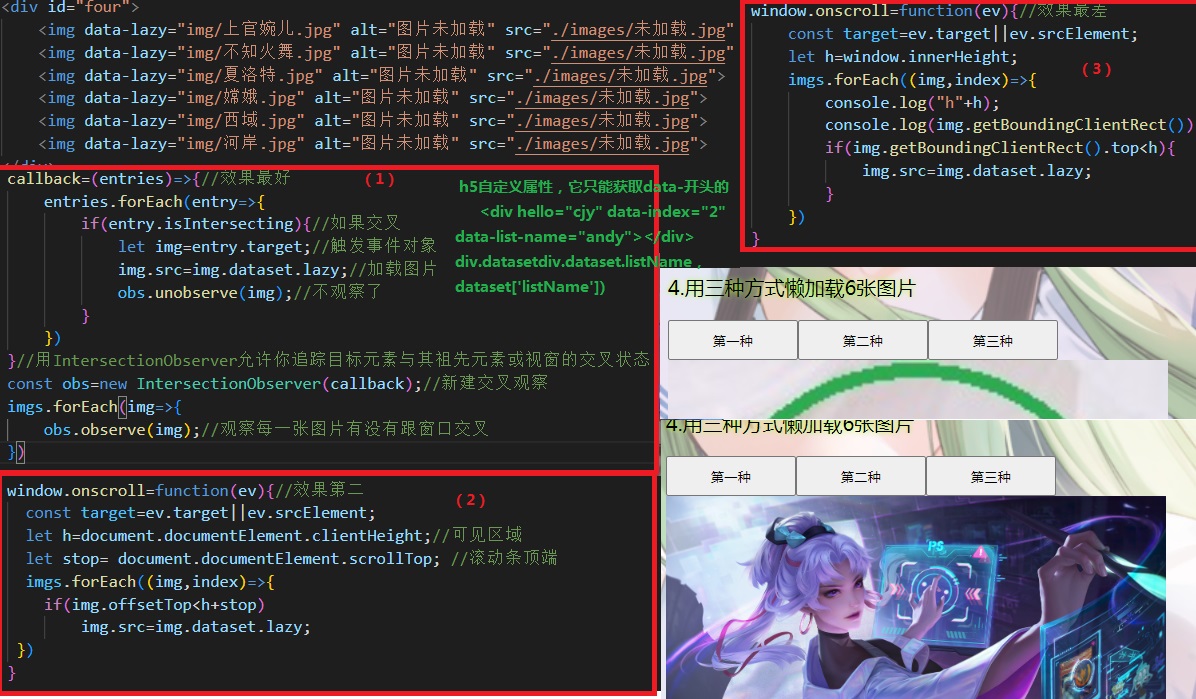 <div id="four">
<img data-lazy="img/上官婉儿.jpg" alt="图片未加载" src="./images/未加载.jpg"
<img data-lazy="img/不知火舞.jpg" alt="图片未加载" src="./images/未加载.jpg"
<img data-lazy="img/夏洛特.jpg" alt="图片未加载" src="./images/未加载.jpg">
<img data-lazy="img/嫦娥.jpg" alt="图片未加载" src="./images/未加载.jpg">
<img data-lazy="img/西域.jpg" alt="图片未加载" src="./images/未加载.jpg">
<img data-lazy="img/河岸.jpg" alt="图片未加载" src="./images/未加载.jpg">
</div>
callback=(entries)=>{//效果最好
(1)
entries.forEach(entry=>{
if(entry.isIntersecting){//如果交叉
let img=entry.target;//触发事件对象
img.src=img.dataset.lazy;//加载图片
obs.unobserve(img);//不观察了
}
})
}//用IntersectionObserver允许你追踪目标元素与其祖先元素或视窗的交叉状态
const obs=new IntersectionObserver(callback);//新建交叉观察
imgs.forEach(img=>{
obs.observe(img);//观察每一张图片有没有跟窗口交叉
})
h5自定义属性，它只能获取data-开头的
<div hello="cjy" data-index="2"
data-list-name="andy"></div>
div.datasetdiv.dataset.listName，
dataset['listName'])
window.onscroll=function(ev){//效果第二
(2)
const target=ev.target||ev.srcElement;
let h=document.documentElement.clientHeight;//可见区域
let stop= document.documentElement.scrollTop; //滚动条顶端
imgs.forEach((img,index)=>{
if(img.offsetTop<h+stop)
img.src=img.dataset.lazy;
})
}
window.onscroll=function(ev){//效果最差
const target=ev.target||ev.srcElement;
let h=window.innerHeight;
(3)
imgs.forEach((img,index)=>{
console.log("h"+h);
console.log(img.getBoundingClientRect())
if(img.getBoundingClientRect().top<h){
img.src=img.dataset.lazy;
}
})
}
4.用三种方式懒加载6张图片
第一种 第二种 第三种
4.用三种方式懒加载6张图片
第一种 第二种 第三种
PS